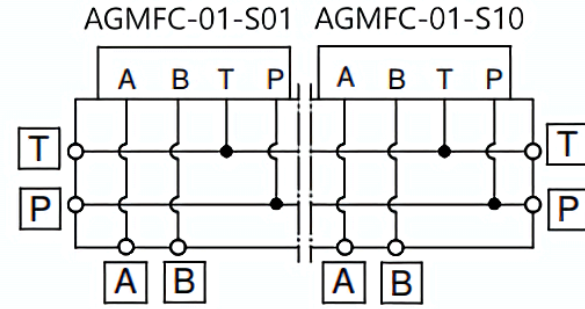 AGMFC-01-S01 AGMFC-01-S10
A B T P A B T P
T T
P P
A B A B